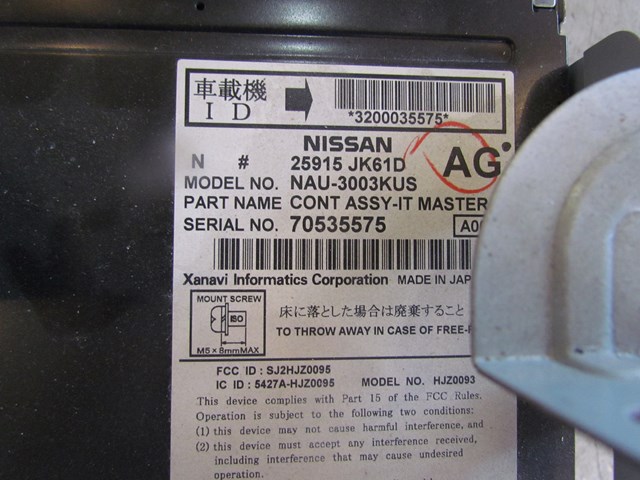 車載機
ID
*3200035575*
NISSAN
N # 25915 JK61D AG
MODEL NO. NAU-3003KUS
PART NAME CONT ASSY-IT MASTER
SERIAL NO. 70535575
Xanavi Informatics Corporation MADE IN JAP
MOUNT SCREW
ISO
M5×8mmMAX
床に落とした場合は廃棄すること
TO THROW AWAY IN CASE OF FREE-
FCC ID : SJ2HJZ0095
IC ID : 5427A-HJZ0095 MODEL NO. HJZ0093
This device complies with Part 15 of the FCC Rules.
Operation is subject to the following two conditions:
(1) this device may not cause harmful interference, and
(2) this device must accept any interference received,
including interference that may cause undesired
operation.